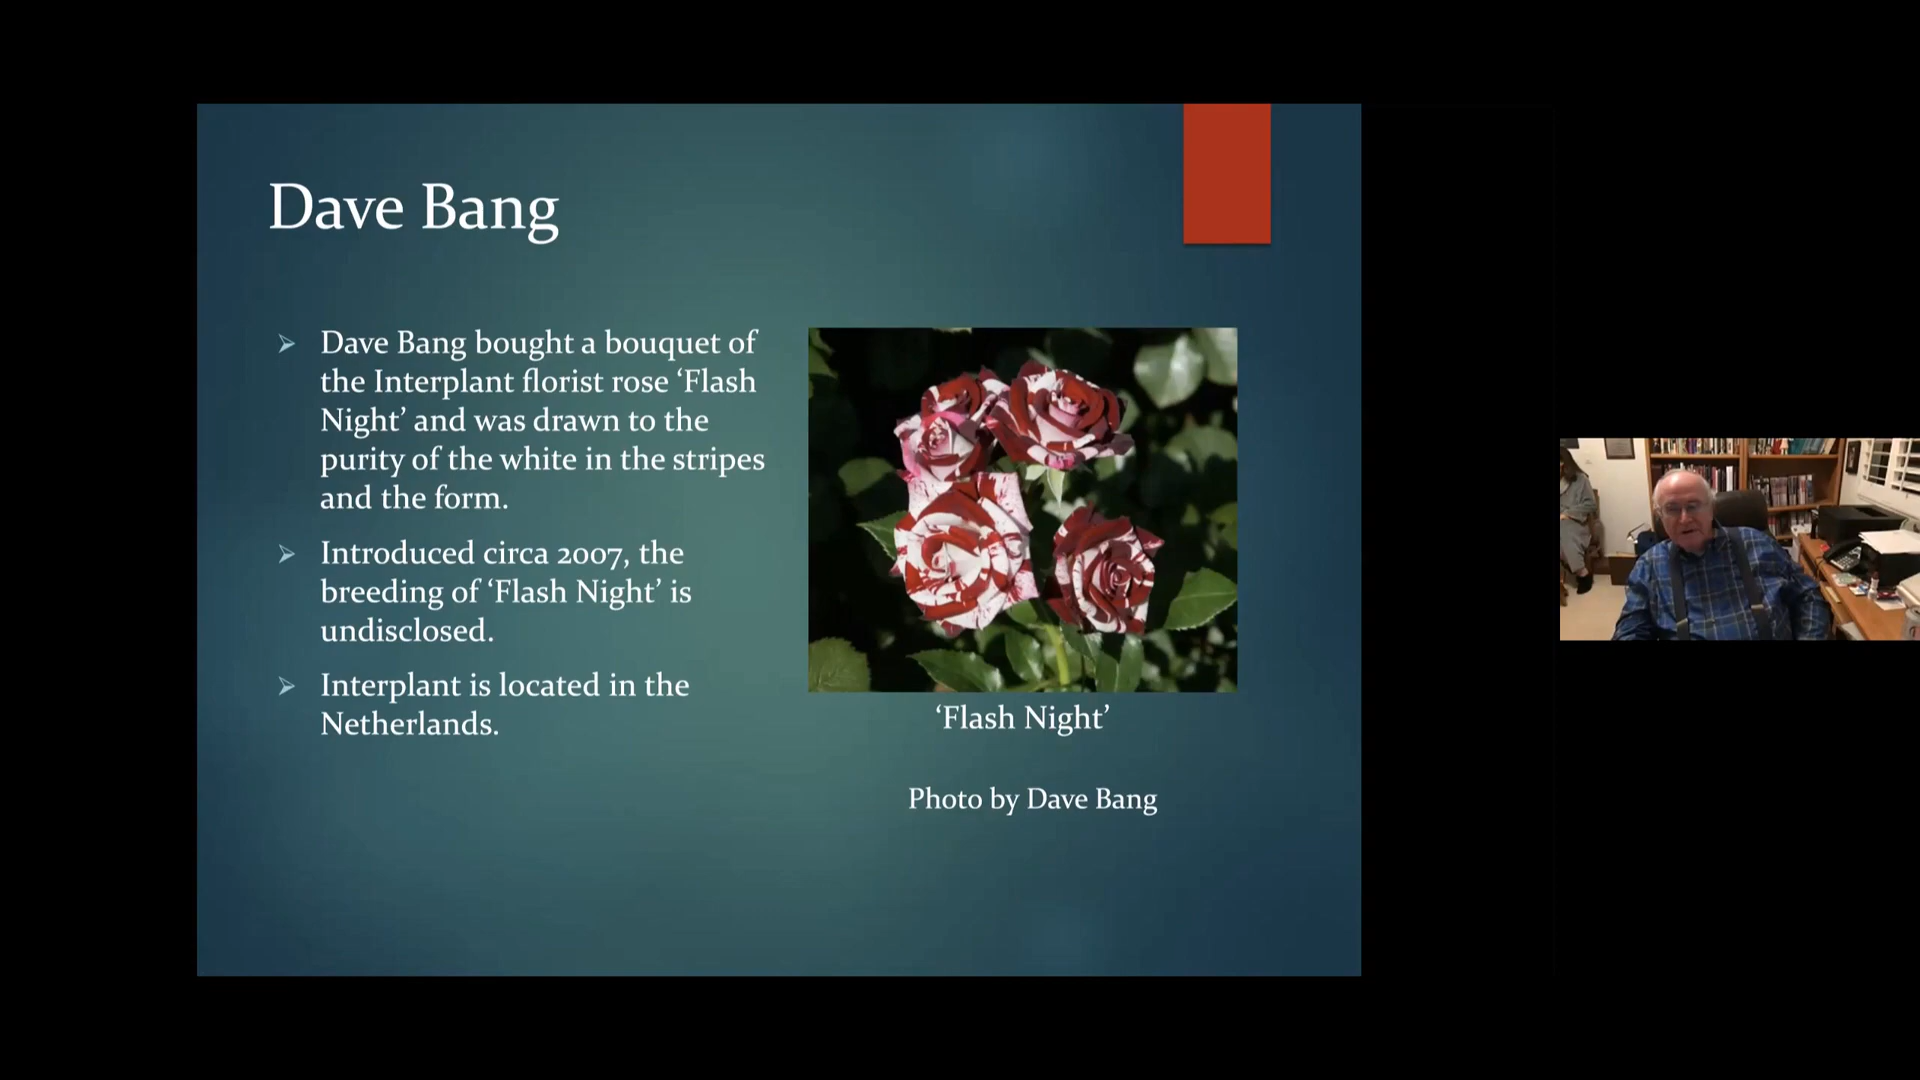 Dave Bang
Dave Bang bought a bouquet of
the Interplant florist rose ‘Flash
Night’ and was drawn to the
purity of the white in the stripes
and the form.
Introduced circa 2007, the
breeding of ‘Flash Night’ is
undisclosed.
Interplant is located in the
Netherlands.
‘Flash Night’
Photo by Dave Bang